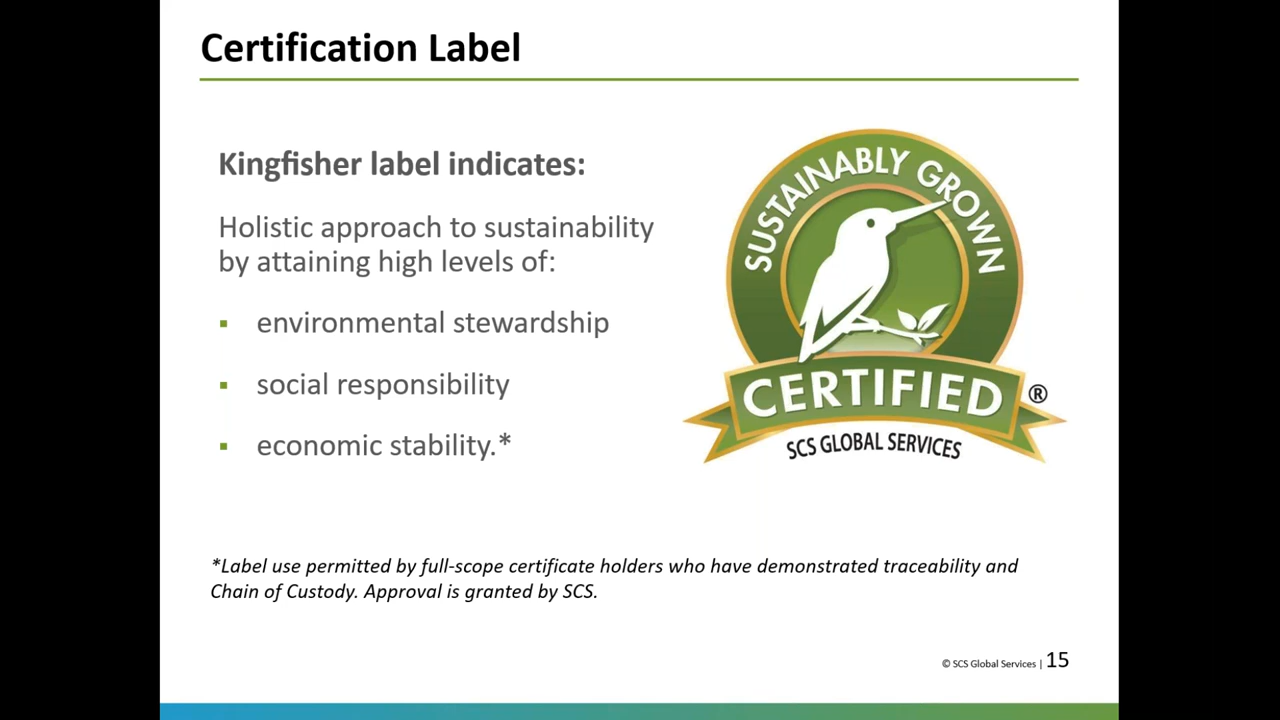 Certification Label
Kingfisher label indicates:
Holistic approach to sustainability
by attaining high levels of:
▪ environmental stewardship
▪ social responsibility
▪ economic stability.*
SUSTAINABLY GROWN
CERTIFIED
®
SCS GLOBAL SERVICES
*Label use permitted by full-scope certificate holders who have demonstrated traceability and
Chain of Custody. Approval is granted by SCS.
© SCS Global Services | 15